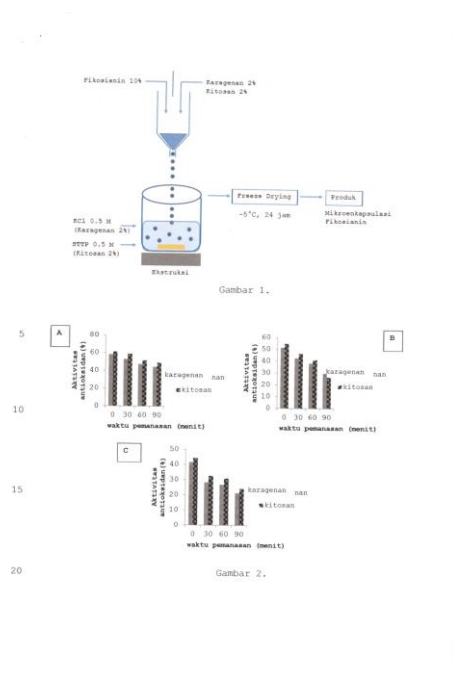 Fikosianin 10%
Karagenan 2%
Kitosan 2%
KCl 0.5 M
(Karagenan 2%)
STPP 0.5 M
(Kitosan 2%)
Ekstruksi
Freeze Drying
-5°C, 24 jam
Produk
Mikroenkapsulasi
Fikosianin
Gambar 1.
5
A
Aktivitas
antioksidan(%)
80
60
40
20
0
0 30 60 90
waktu pemanasan (menit)
karagenan nan
kitosan
B
Aktivitas
antioksidan(%)
60
50
40
30
20
10
0
0 30 60 90
waktu pemanasan (menit)
karagenan nan
kitosan
10
C
Aktivitas
antioksidan(%)
50
40
30
20
10
0
0 30 60 90
waktu pemanasan (menit)
karagenan nan
kitosan
15
20
Gambar 2.